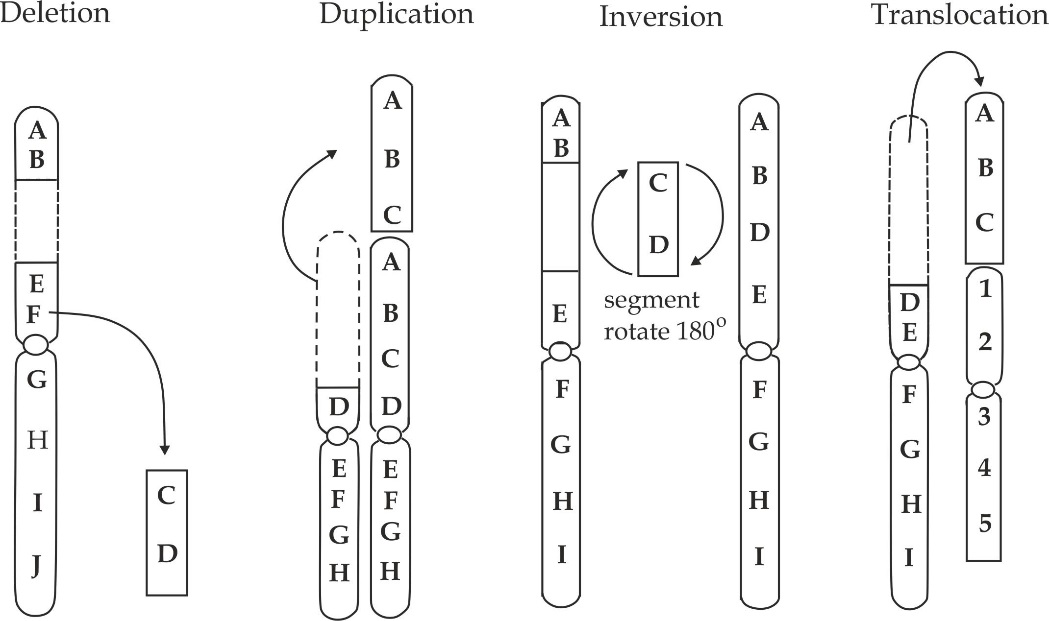 Deletion
A
B
E
F
G
H
I
J
C
D
Duplication
D
E
F
G
H
A
B
C
A
B
C
D
E
F
G
H
Inversion
A
B
E
F
G
H
I
C
D
segment
rotate 180°
A
B
D
E
F
G
H
I
Translocation
D
E
F
G
H
I
A
B
C
1
2
3
4
5